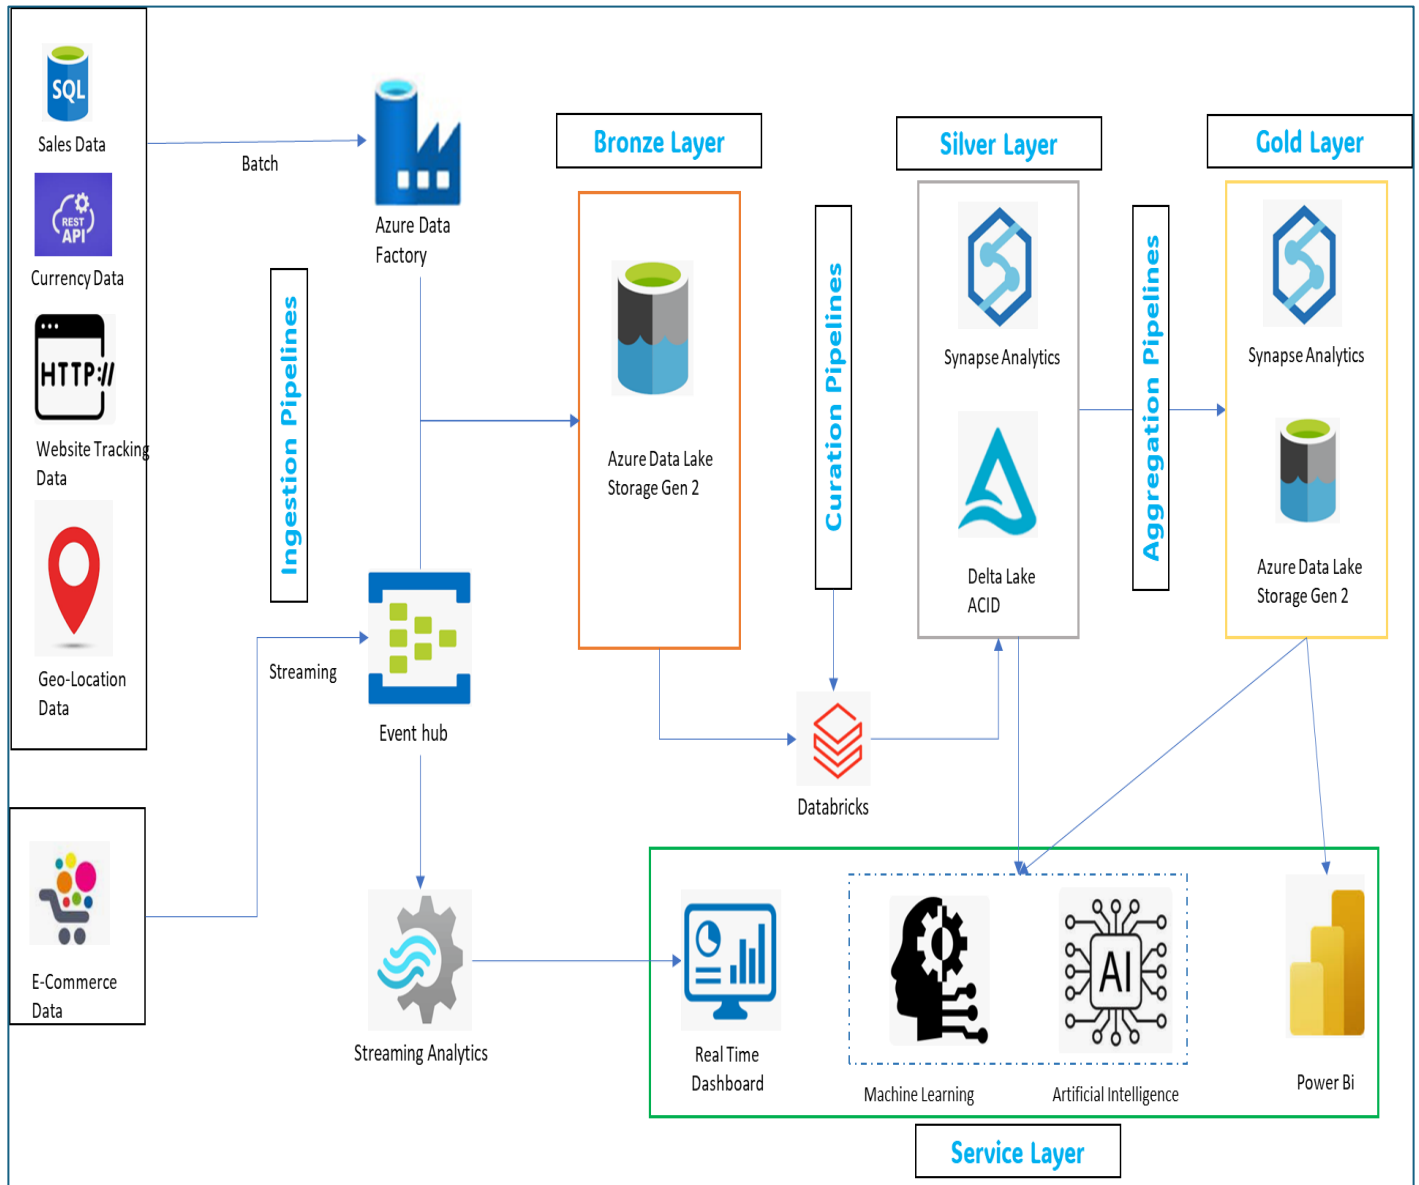 SQL
Sales Data
REST
API
Currency Data
HTTP://
Website Tracking
Data
Geo-Location
Data
E-Commerce
Data
Batch
Azure Data
Factory
Ingestion Pipelines
Streaming
Event hub
Streaming Analytics
Bronze Layer
Azure Data Lake
Storage Gen 2
Curation Pipelines
Databricks
Silver Layer
Synapse Analytics
Delta Lake
ACID
Aggregation Pipelines
Gold Layer
Synapse Analytics
Azure Data Lake
Storage Gen 2
Real Time
Dashboard
Machine Learning
AI
Artificial Intelligence
Power Bi
Service Layer